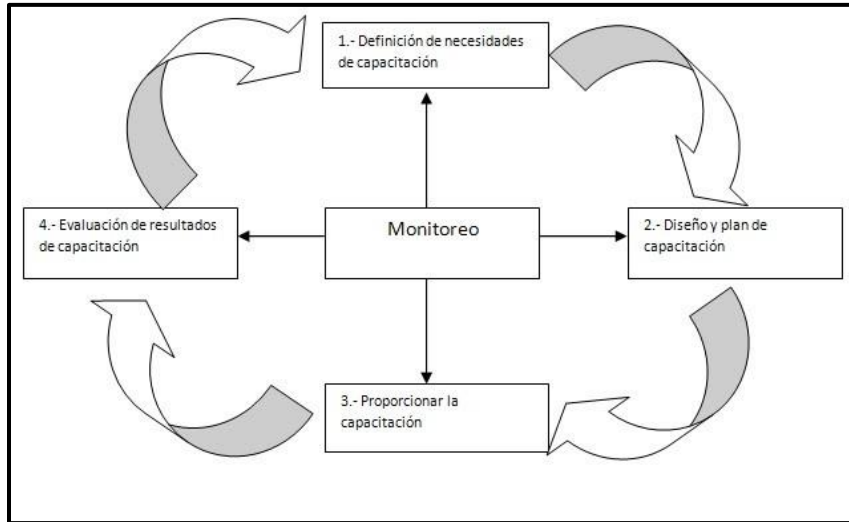 1.- Definición de necesidades
de capacitación
4.- Evaluación de resultados
de capacitación
Monitoreo
2.- Diseño y plan de
capacitación
3.- Proporcionar la
capacitación